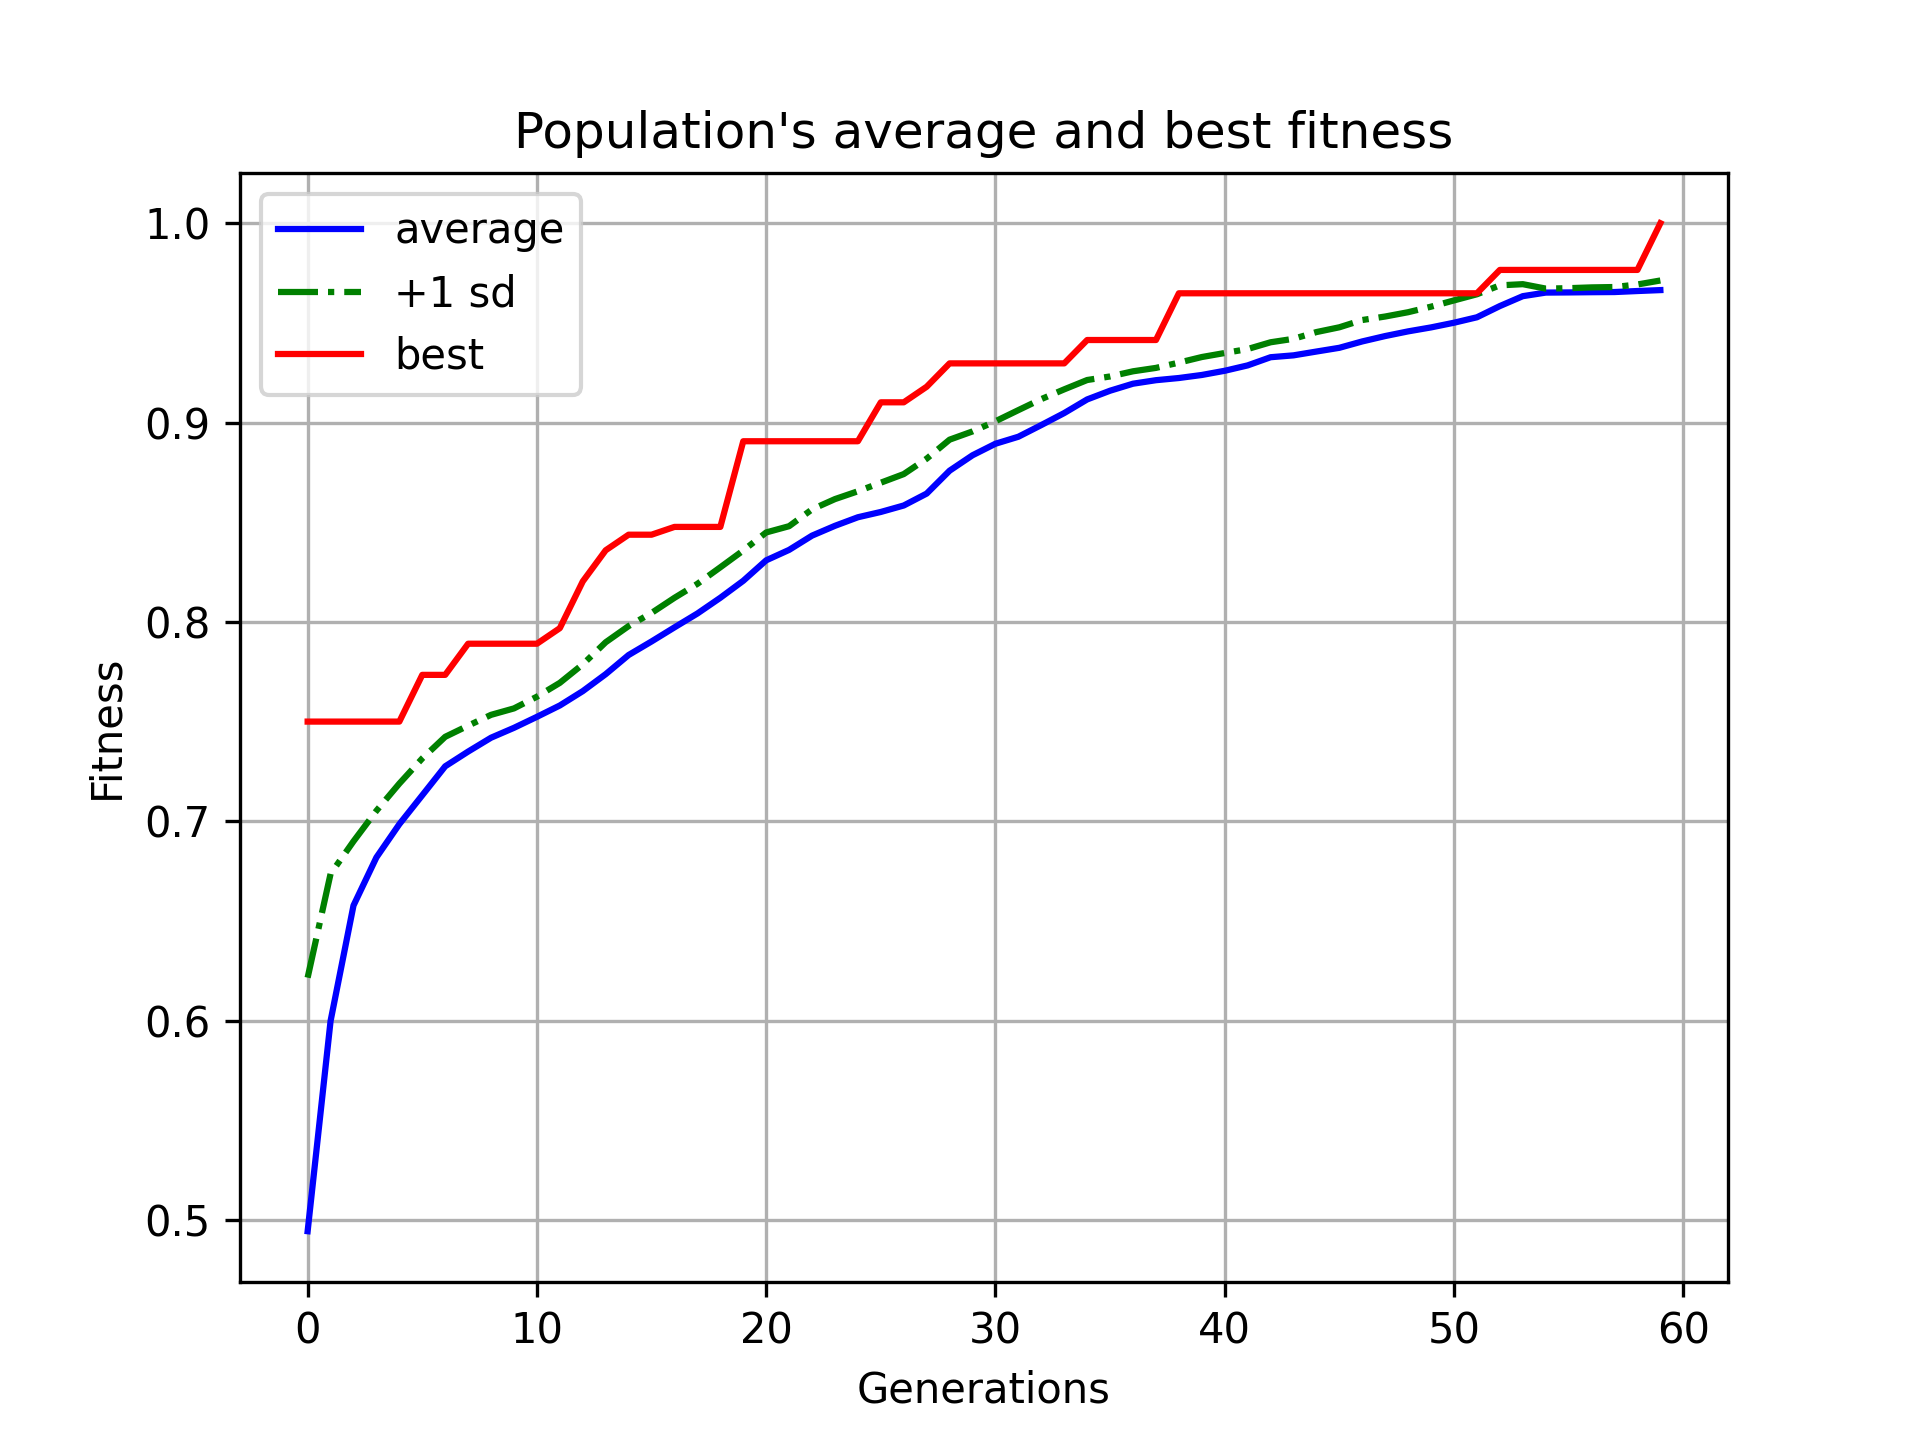 Population's average and best fitness
average
+1 sd
best
1.0
0.9
0.8
0.7
0.6
0.5
Fitness
0 10 20 30 40 50 60
Generations